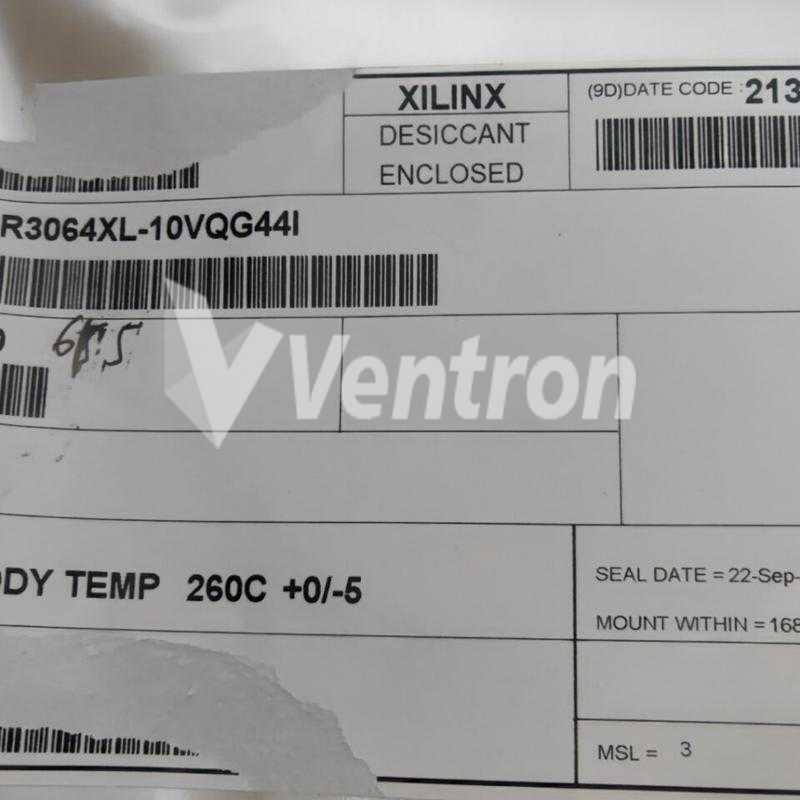 XILINX
DESICCANT
ENCLOSED
(9D)DATE CODE : 213
R3064XL-10VQG44I
Ventron
ODY TEMP 260C +0/-5
SEAL DATE = 22-Sep-
MOUNT WITHIN = 168
MSL = 3